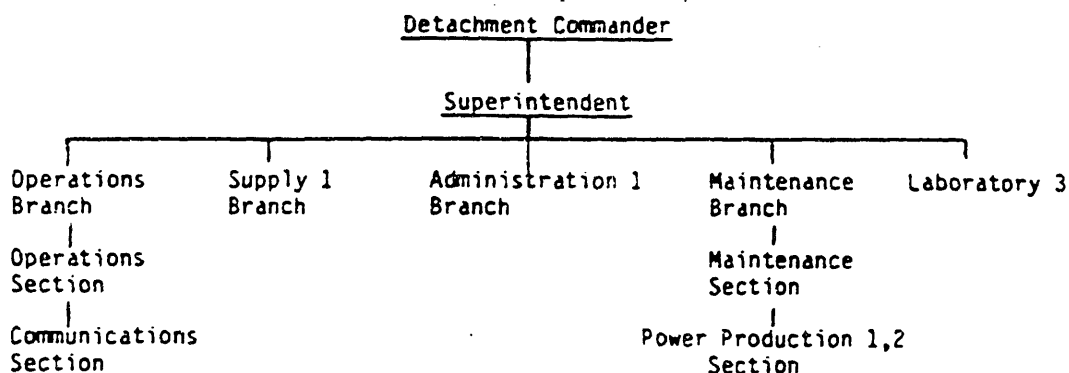 Detachment Commander
Superintendent
Operations Branch
Supply 1 Branch
Administration 1 Branch
Maintenance Branch
Laboratory 3
Operations Section
Maintenance Section
Communications Section
Power Production 1,2 Section